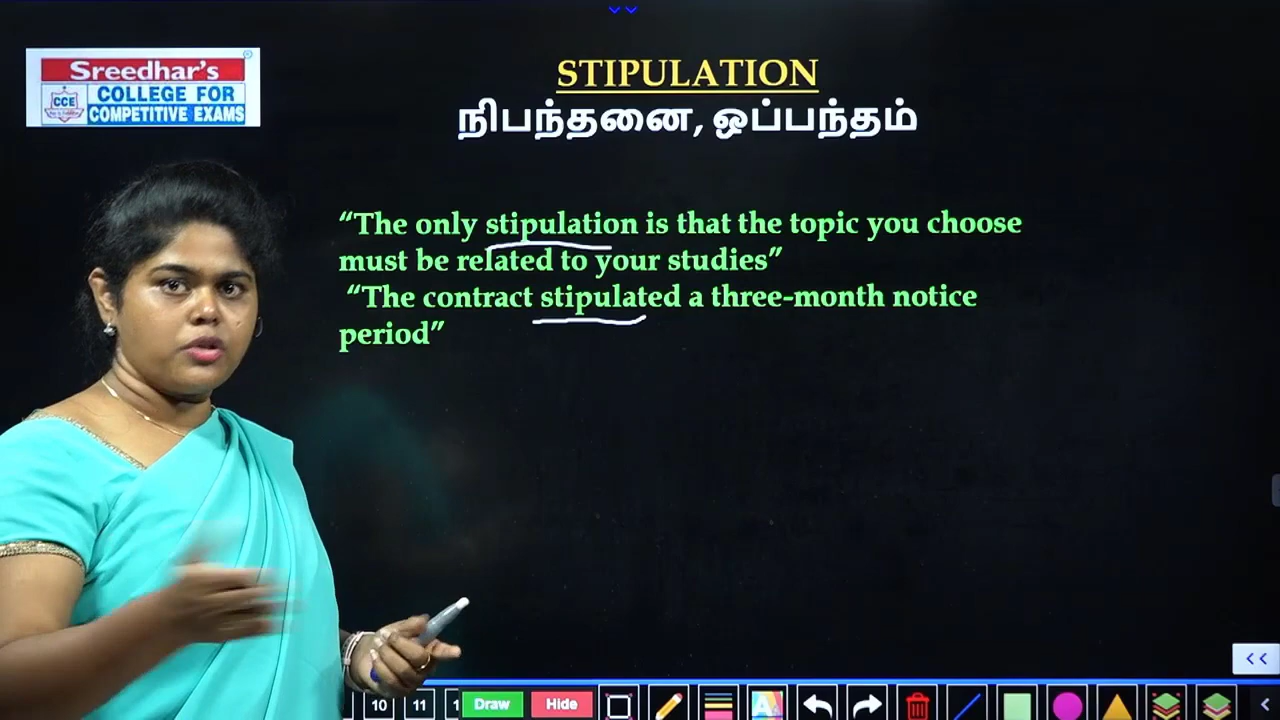 Sreedhar's
CCE
COLLEGE FOR
COMPETITIVE EXAMS
STIPULATION
நிபந்தனை, ஒப்பந்தம்
“The only stipulation is that the topic you choose
must be related to your studies”
“The contract stipulated a three-month notice
period”
10 11 1 Draw Hide